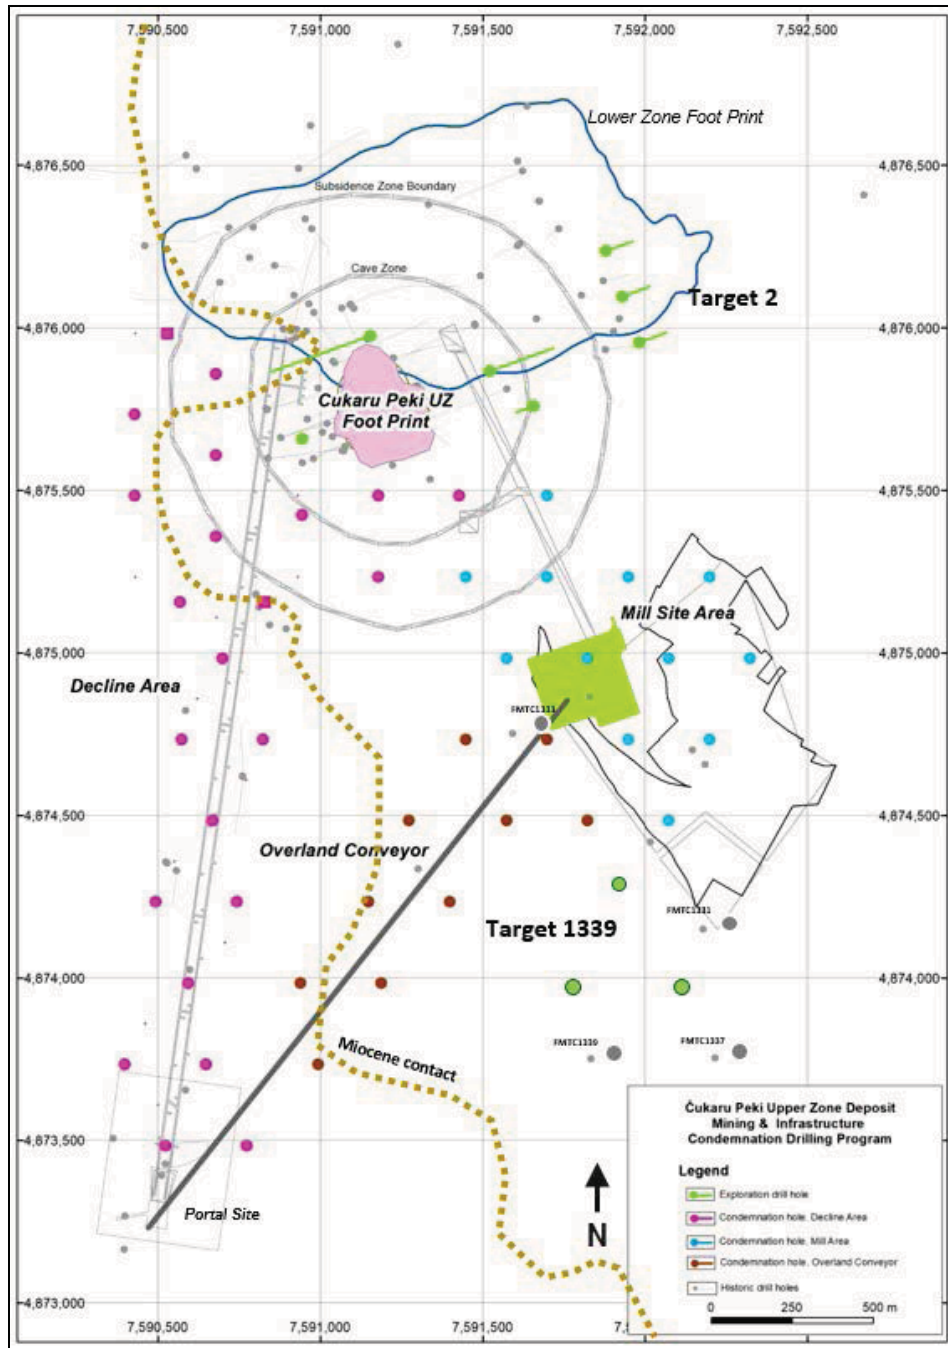 7,590,500
7,591,000
7,591,500
7,592,000
7,592,500
Lower Zone Foot Print
4,876,500
4,876,500
Subsidence Zone Boundary
Cave Zone
Target 2
4,876,000
4,876,000
Cukaru Peki UZ
Foot Print
4,875,500
4,875,500
Mill Site Area
4,875,000
4,875,000
Decline Area
FMTC1333
4,874,500
4,874,500
Overland Conveyor
FMTC1331
Target 1339
4,874,000
4,874,000
Miocene contact
FMTC1339
FMTC1337
4,873,500
Portal Site
N
4,873,000
7,590,500
7,591,000
7,591,500
Čukaru Peki Upper Zone Deposit
Mining & Infrastructure
Condemnation Drilling Program
Legend
Exploration drill hole
Condemnation hole, Decline Area
Condemnation hole, Mill Area
Condemnation hole, Overland Conveyor
Historic drill holes
0
250
500 m